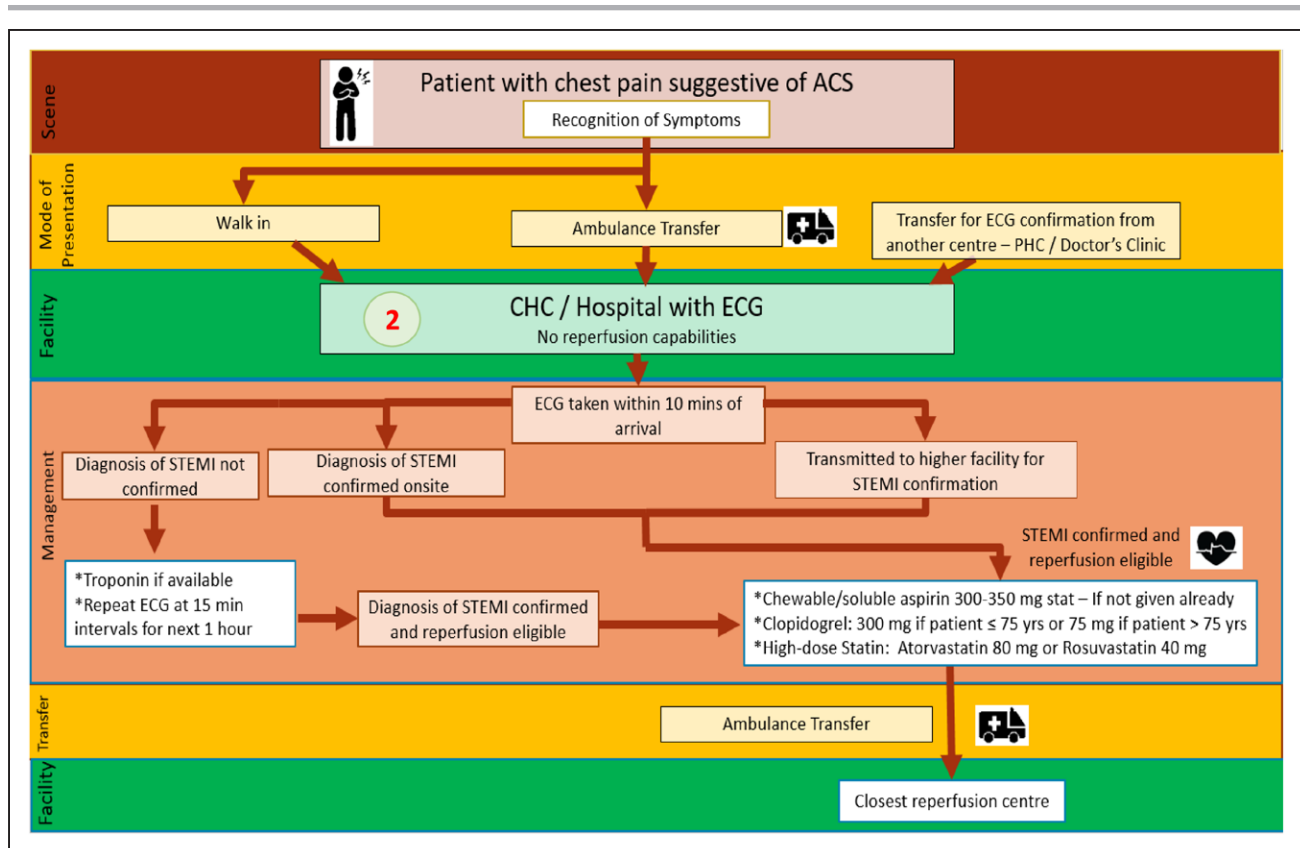 Scene
Patient with chest pain suggestive of ACS
Recognition of Symptoms
Mode of
Presentation
Walk in
Ambulance Transfer
Transfer for ECG confirmation from
another centre – PHC / Doctor's Clinic
Facility
2
CHC / Hospital with ECG
No reperfusion capabilities
Management
ECG taken within 10 mins of
arrival
Diagnosis of STEMI not
confirmed
Diagnosis of STEMI
confirmed onsite
Transmitted to higher facility for
STEMI confirmation
STEMI confirmed and
reperfusion eligible
*Troponin if available
*Repeat ECG at 15 min
intervals for next 1 hour
Diagnosis of STEMI confirmed
and reperfusion eligible
*Chewable/soluble aspirin 300-350 mg stat – If not given already
*Clopidogrel: 300 mg if patient ≤ 75 yrs or 75 mg if patient > 75 yrs
*High-dose Statin: Atorvastatin 80 mg or Rosuvastatin 40 mg
Transfer
Ambulance Transfer
Facility
Closest reperfusion centre